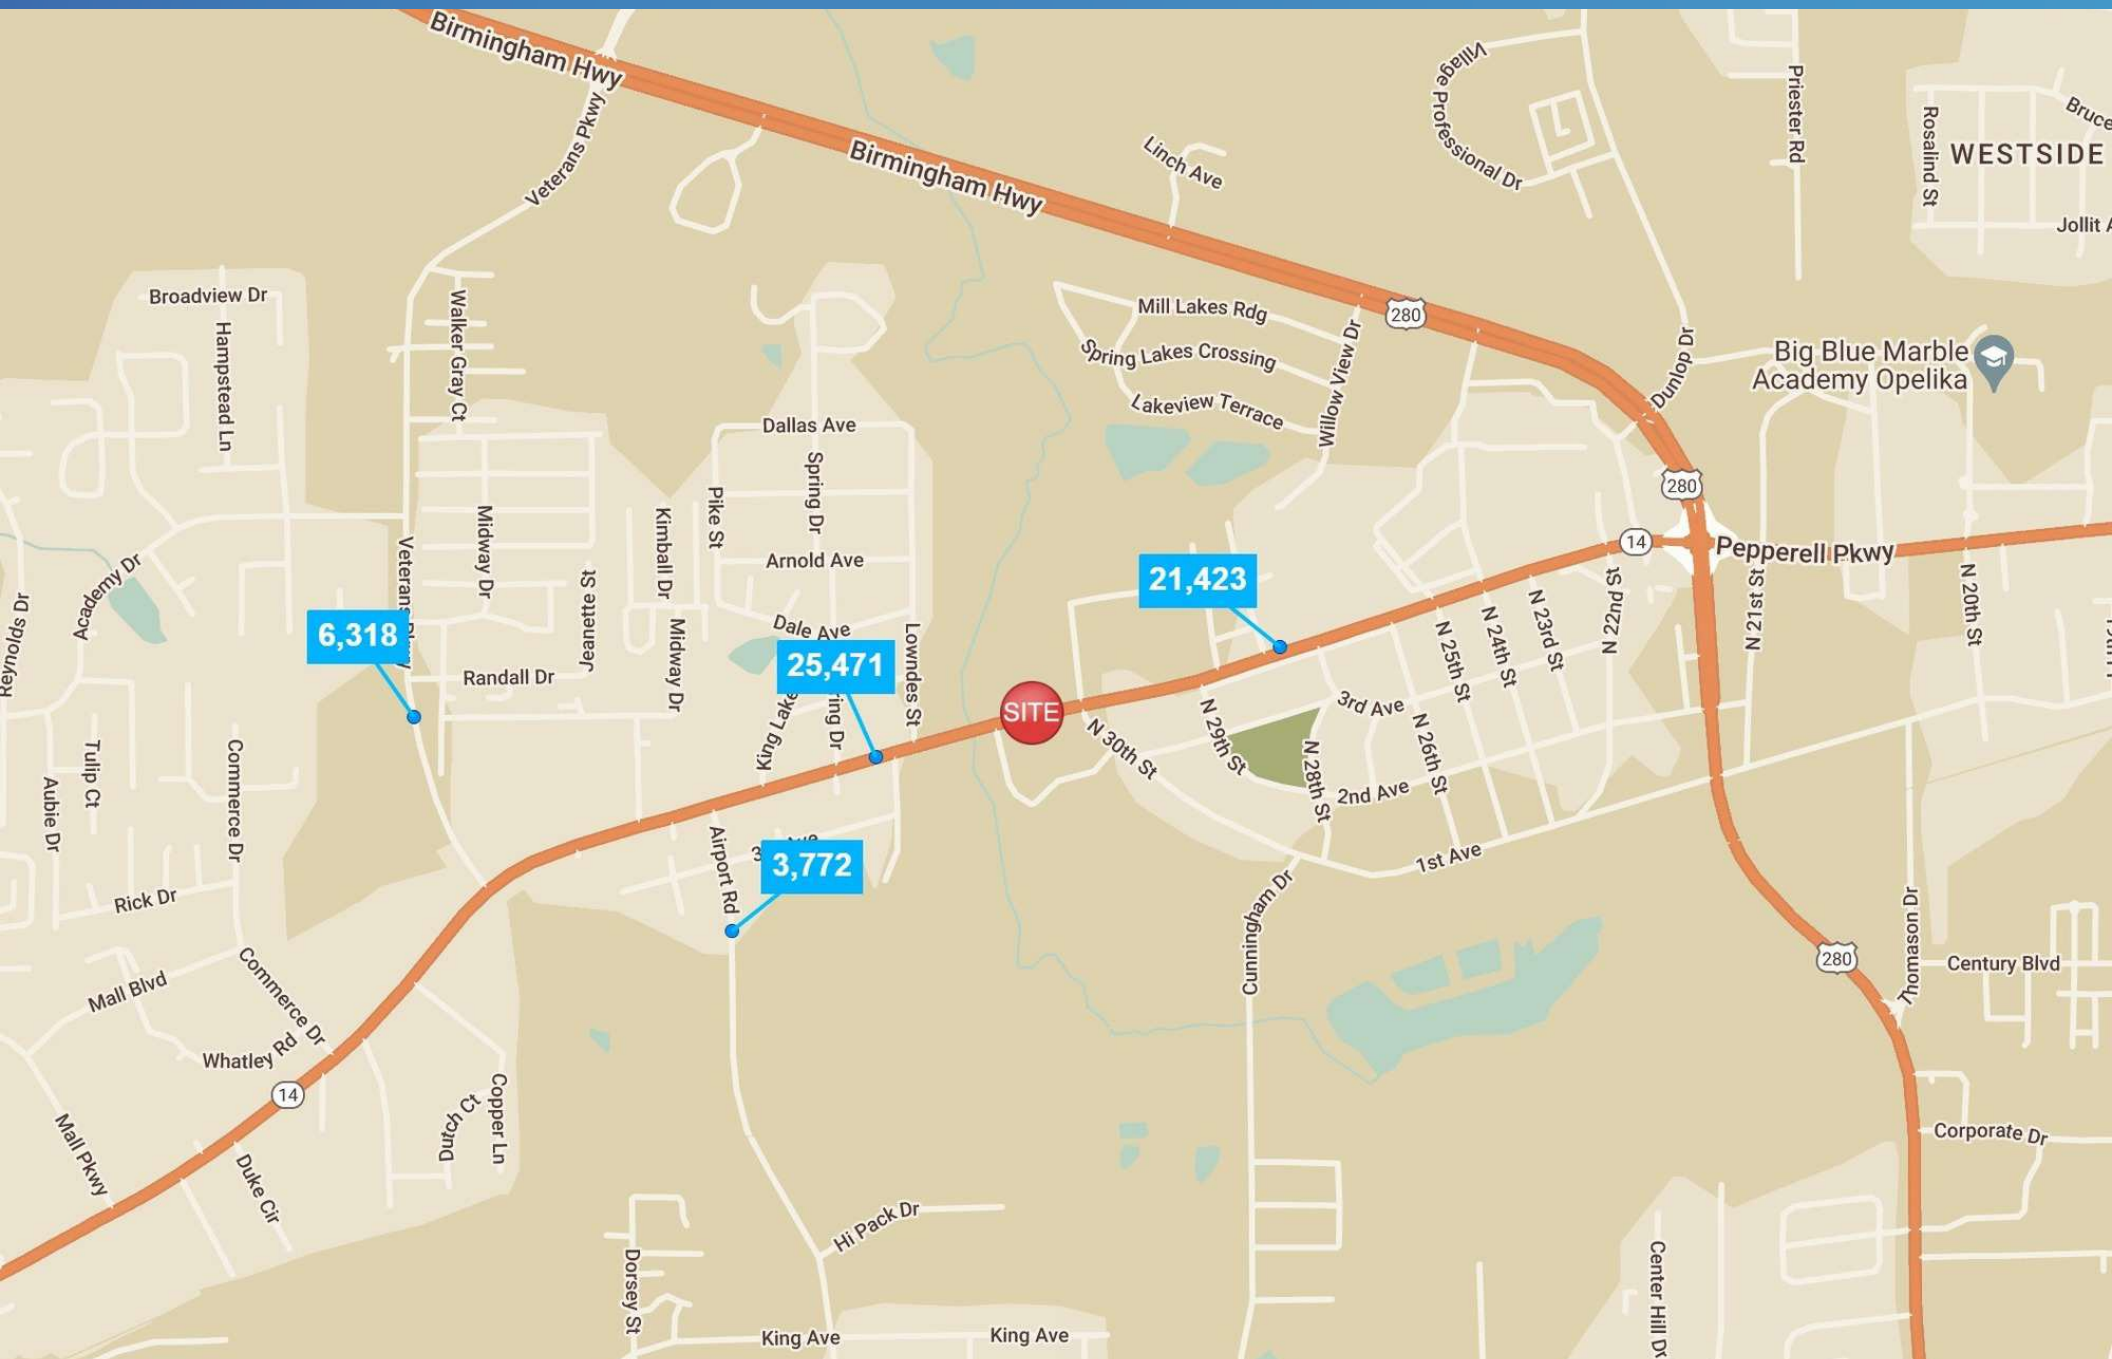 Birmingham Hwy
Village Professional Dr
Priester Rd
Bruce
Rosalind St
WESTSIDE
Veterans Pkwy
Birmingham Hwy
Linch Ave
Jollit
Broadview Dr
Hampstead Ln
Walker Gray Ct
Mill Lakes Rdg
280
Spring Lakes Crossing
Willow View Dr
Dunlop Dr
Big Blue Marble
Academy Opelika
Lakeview Terrace
Dallas Ave
Spring Dr
Pike St
280
Midway Dr
Kimball Dr
14
Pepperell Pkwy
Veterans
Academy Dr
Arnold Ave
21,423
Reynolds Dr
Jeanette St
N 25th St
N 24th St
N 23rd St
N 22nd St
N 21st St
N 20th St
6,318
Dale Ave
Midway Dr
25,471
Lowndes St
Randall Dr
King Lake
ring Dr
SITE
N 30th St
N 29th St
3rd Ave
N 28th St
N 26th St
Tulip Ct
Commerce Dr
Aubie Dr
2nd Ave
Airport Rd
3,772
1st Ave
Rick Dr
Cunningham Dr
Thomason Dr
Commerce Dr
280
Century Blvd
Mall Blvd
Whatley Rd
14
Dutch Ct
Copper Ln
Mall Pkwy
Corporate Dr
Duke Cir
Hi Pack Dr
Dorsey St
Center Hill Dr
King Ave
King Ave